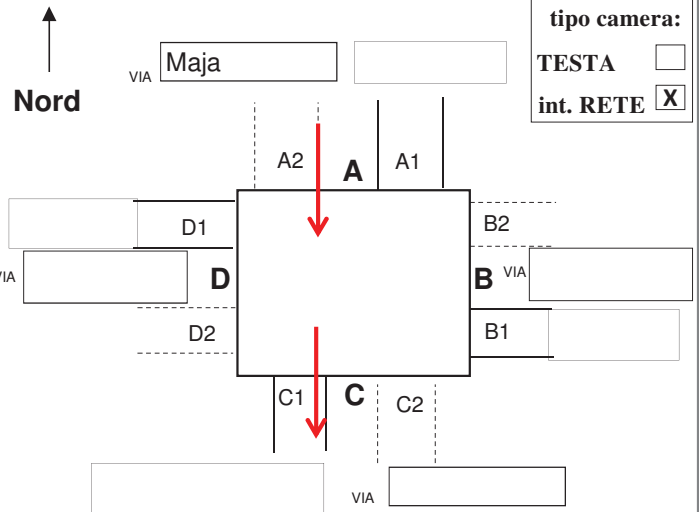 tipo camera:
TESTA
int. RETE X
Nord
VIA Maja
A2 A A1
D1 B2
VIA D B VIA
D2 B1
C1 C C2
VIA